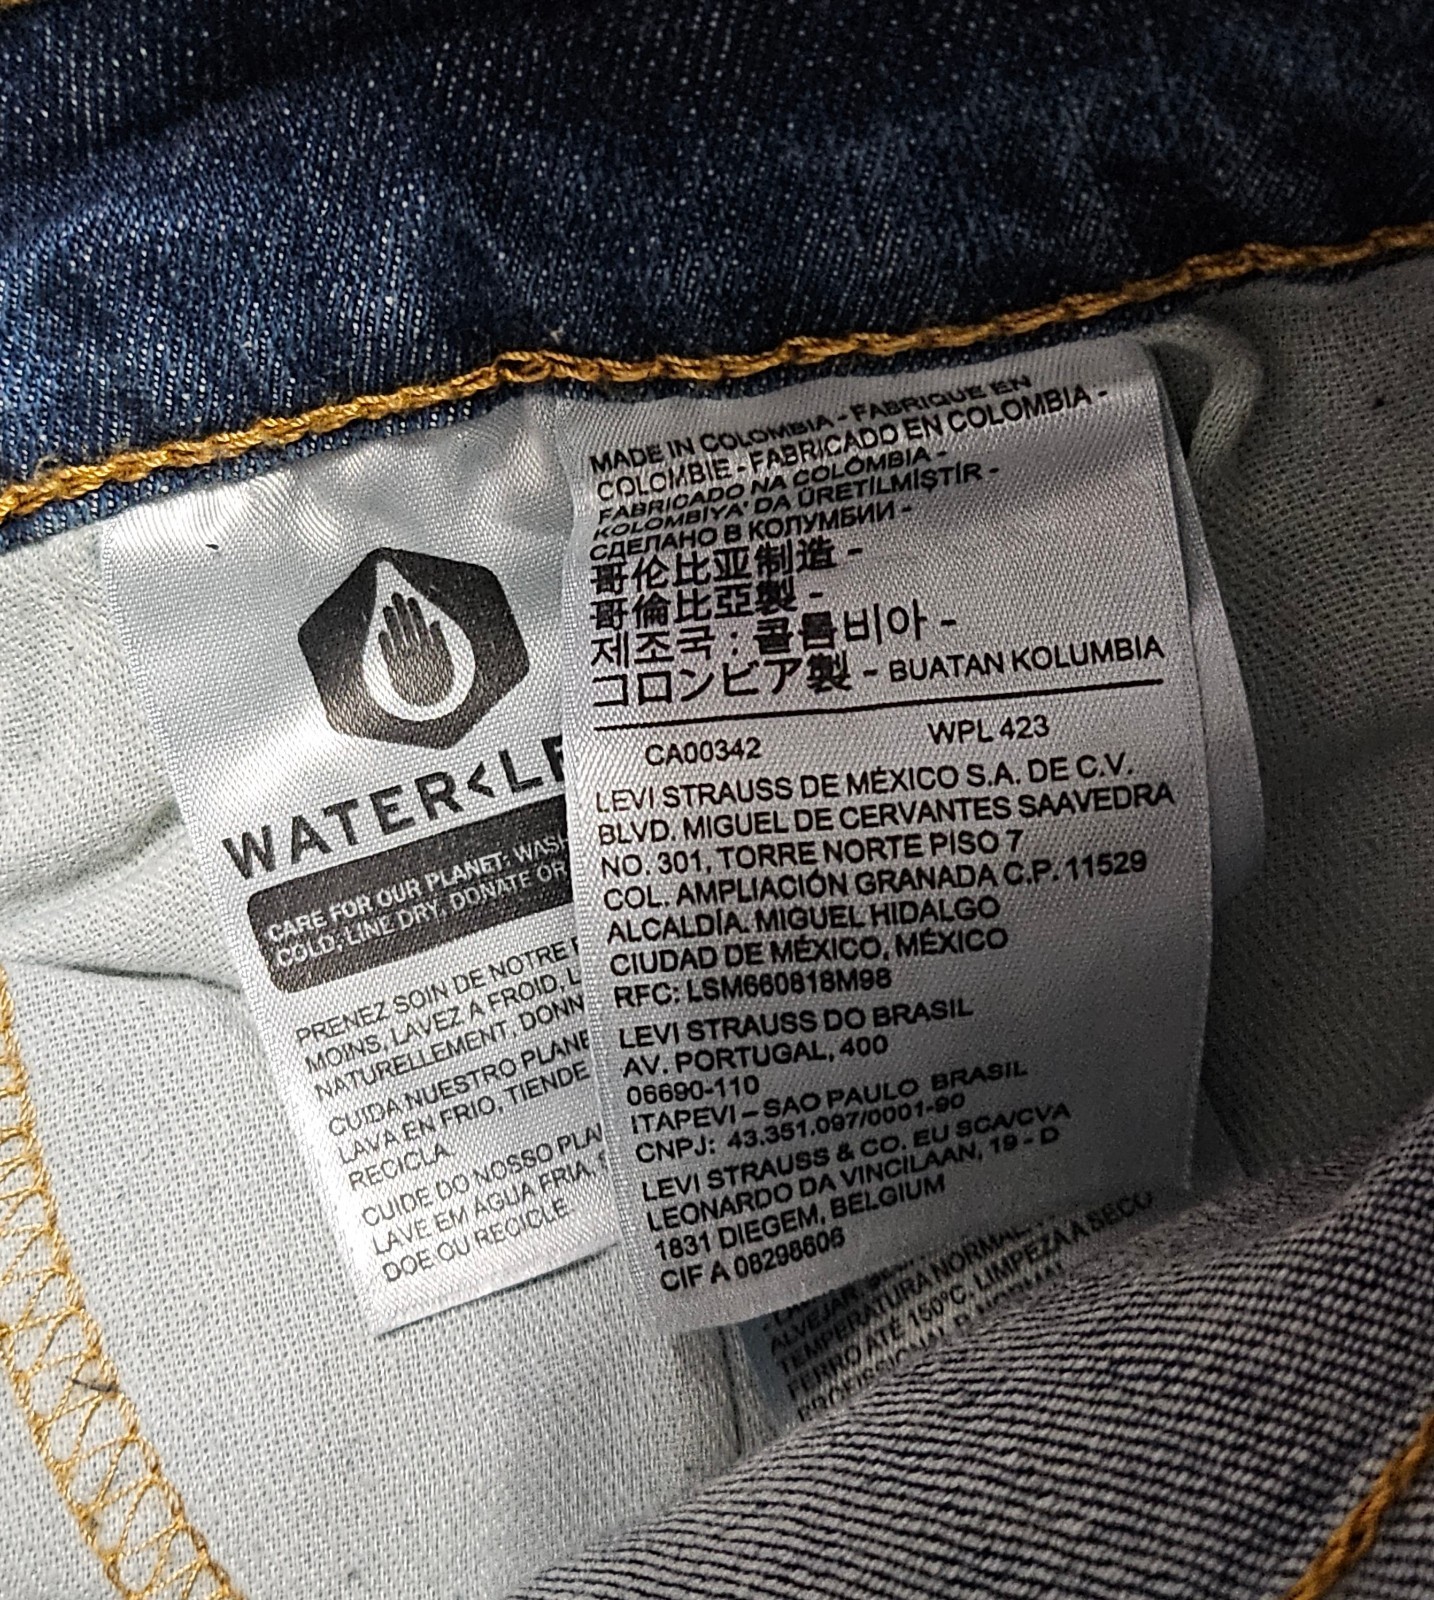 WATER<LE
CARE FOR OUR PLANET: WASH
COLD, LINE DRY, DONATE OR
PRENEZ SOIN DE NOTRE
MOINS, LAVEZ À FROID,
NATURELLEMENT, DONN
CUIDA NUESTRO PLANE
LAVA EN FRIO, TIENDE
RECICLA
CUIDE DO NOSSO PLA
LAVE EM ÁGUA FRIA,
DOE OU RECICLE
MADE IN COLOMBIA - FABRIQUE EN
COLOMBIE - FABRICADO EN COLOMBIA -
FABRICADO NA COLÔMBIA -
KOLOMBİYA' DA ÜRETİLMİŞTİR -
СДЕЛАНО В КОЛУМБИИ -
哥伦比亚制造 -
哥倫比亞製 -
제조국 : 콜롬비아 -
コロンビア製 - BUATAN KOLUMBIA
CA00342 WPL 423
LEVI STRAUSS DE MÉXICO S.A. DE C.V.
BLVD. MIGUEL DE CERVANTES SAAVEDRA
NO. 301, TORRE NORTE PISO 7
COL. AMPLIACIÓN GRANADA C.P. 11529
ALCALDÍA. MIGUEL HIDALGO
CIUDAD DE MÉXICO, MÉXICO
RFC: LSM660818M98
LEVI STRAUSS DO BRASIL
AV. PORTUGAL, 400
06690-110
ITAPEVI – SAO PAULO BRASIL
CNPJ: 43.351.097/0001-90
LEVI STRAUSS & CO. EU SCA/CVA
LEONARDO DA VINCILAAN, 19 - D
1831 DIEGEM, BELGIUM
CIF A 08298606
ALVEJAN
TEMPERATURA NORMAL
FERRO ATÉ 150°C. LIMPEZA A SECO